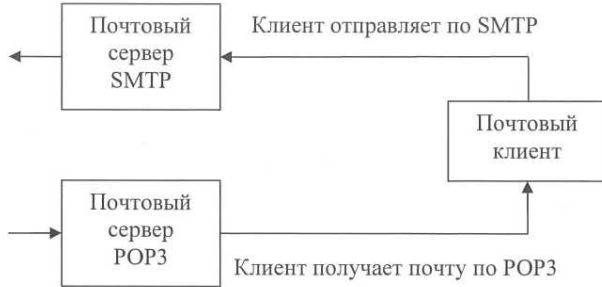 Почтовый
сервер
SMTP
Клиент отправляет по SMTP
Почтовый
клиент
Почтовый
сервер
POP3
Клиент получает почту по POP3